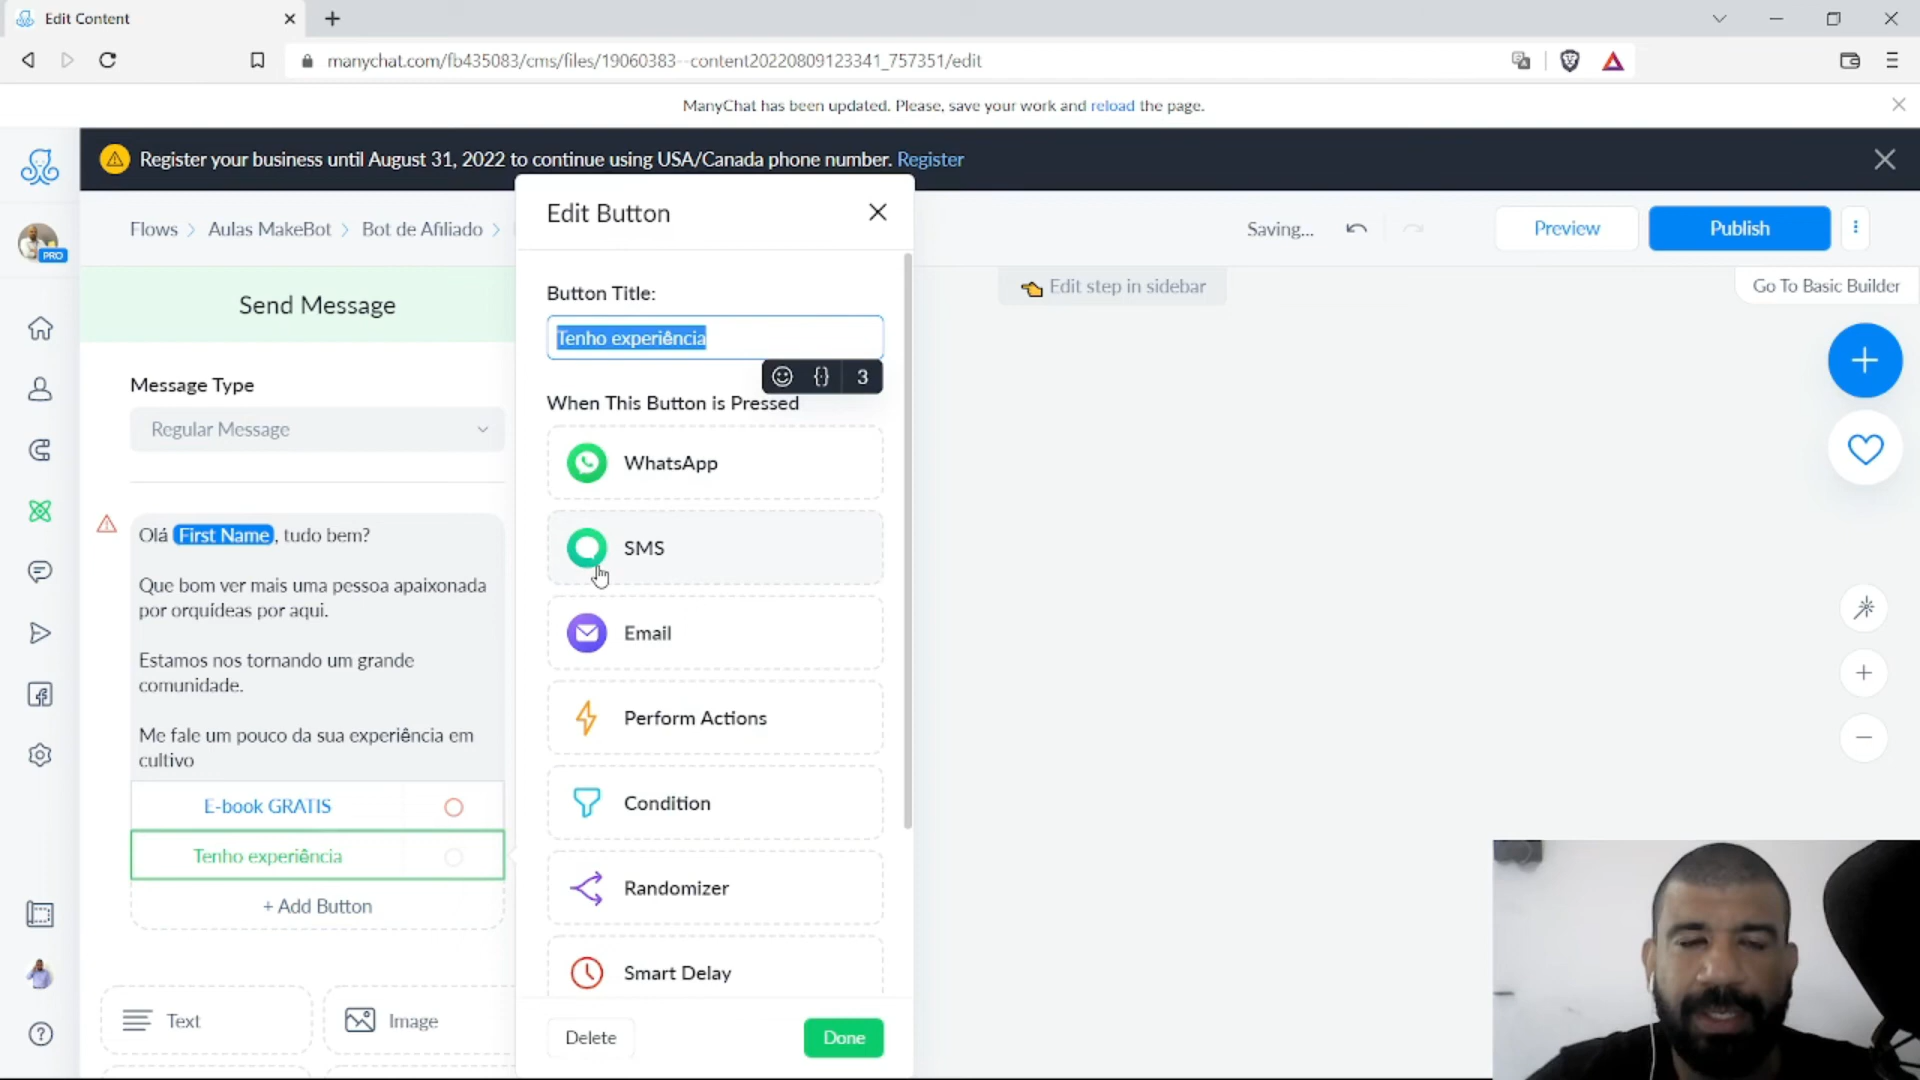 Edit Content
manychat.com/fb435083/cms/files/19060383--content20220809123341_757351/edit
ManyChat has been updated. Please, save your work and reload the page.
Register your business until August 31, 2022 to continue using USA/Canada phone number. Register
PRO
Flows > Aulas MakeBot > Bot de Afiliado >
Saving...
Preview
Publish
Edit step in sidebar
Go To Basic Builder
Send Message
Message Type
Regular Message
Olá First Name, tudo bem?
Que bom ver mais uma pessoa apaixonada
por orquídeas por aqui.
Estamos nos tornando um grande
comunidade.
Me fale um pouco da sua experiência em
cultivo
E-book GRATIS
Tenho experiência
+ Add Button
Text
Image
Edit Button
Button Title:
Tenho experiência
3
When This Button is Pressed
WhatsApp
SMS
Email
Perform Actions
Condition
Randomizer
Smart Delay
Delete
Done